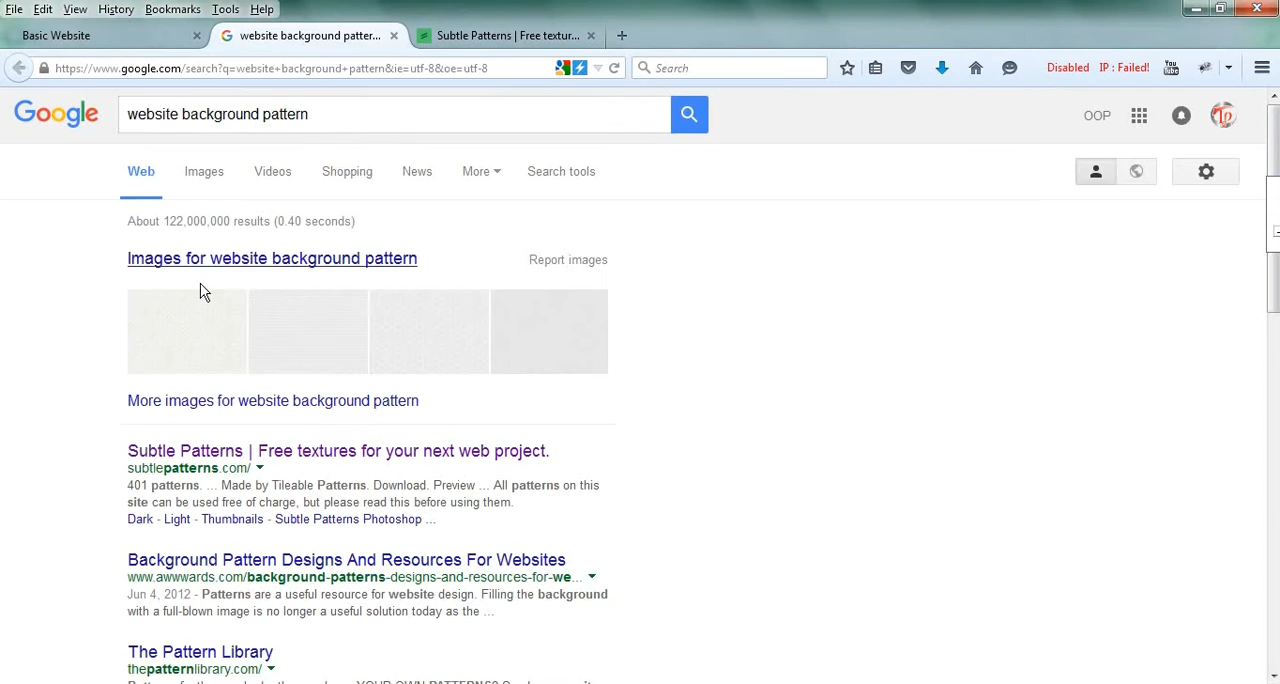 File Edit View History Bookmarks Tools Help
Basic Website website background patter... Subtle Patterns | Free textur...
https://www.google.com/search?q=website+background+pattern&ie=utf-8&oe=utf-8 Search Disabled IP : Failed! You Tube
Google website background pattern OOP Tp
Web Images Videos Shopping News More Search tools
About 122,000,000 results (0.40 seconds)
Images for website background pattern Report images
More images for website background pattern
Subtle Patterns | Free textures for your next web project.
subtlepatterns.com/
401 patterns. ... Made by Tileable Patterns. Download. Preview ... All patterns on this
site can be used free of charge, but please read this before using them.
Dark - Light - Thumbnails - Subtle Patterns Photoshop ...
Background Pattern Designs And Resources For Websites
www.awwwards.com/background-patterns-designs-and-resources-for-we...
Jun 4, 2012 - Patterns are a useful resource for website design. Filling the background
with a full-blown image is no longer a useful solution today as the ...
The Pattern Library
thepatternlibrary.com/